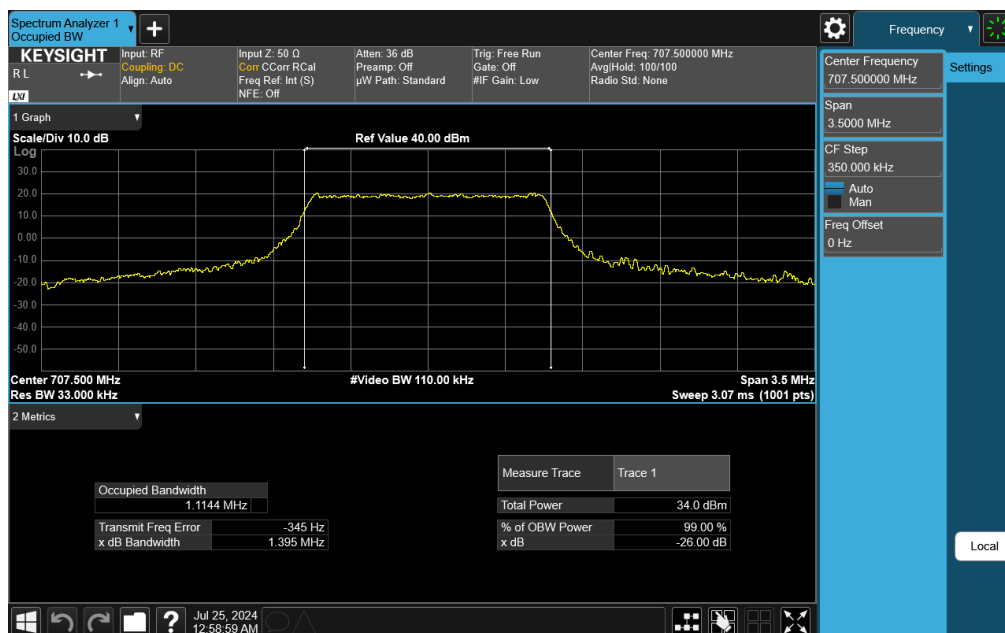 Spectrum Analyzer 1
Occupied BW
Frequency
KEYSIGHT
R L
LXI
Input: RF
Coupling: DC
Align: Auto
Input Z: 50 Ω
Corr CCorr RCal
Freq Ref: Int (S)
NFE: Off
Atten: 36 dB
Preamp: Off
µW Path: Standard
Trig: Free Run
Gate: Off
#IF Gain: Low
Center Freq: 707.500000 MHz
Avg|Hold: 100/100
Radio Std: None
Center Frequency
707.500000 MHz
Settings
Span
3.5000 MHz
CF Step
350.000 kHz
Auto
Man
Freq Offset
0 Hz
Local
1 Graph
Scale/Div 10.0 dB
Ref Value 40.00 dBm
Log
30.0
20.0
10.0
0.00
-10.0
-20.0
-30.0
-40.0
-50.0
Center 707.500 MHz
#Video BW 110.00 kHz
Span 3.5 MHz
Res BW 33.000 kHz
Sweep 3.07 ms (1001 pts)
2 Metrics
Occupied Bandwidth
1.1144 MHz
Transmit Freq Error -345 Hz
x dB Bandwidth 1.395 MHz
Measure Trace Trace 1
Total Power 34.0 dBm
% of OBW Power 99.00 %
x dB -26.00 dB
?
Jul 25, 2024
12:58:59 AM